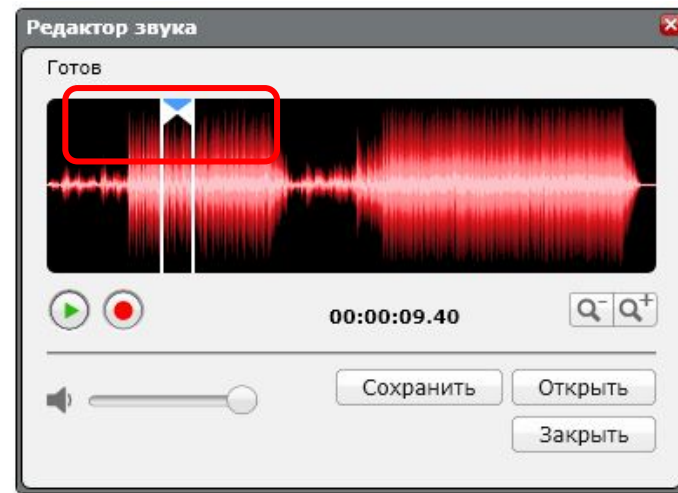 Редактор звука
Готов
00:00:09.40
Сохранить
Открыть
Закрыть